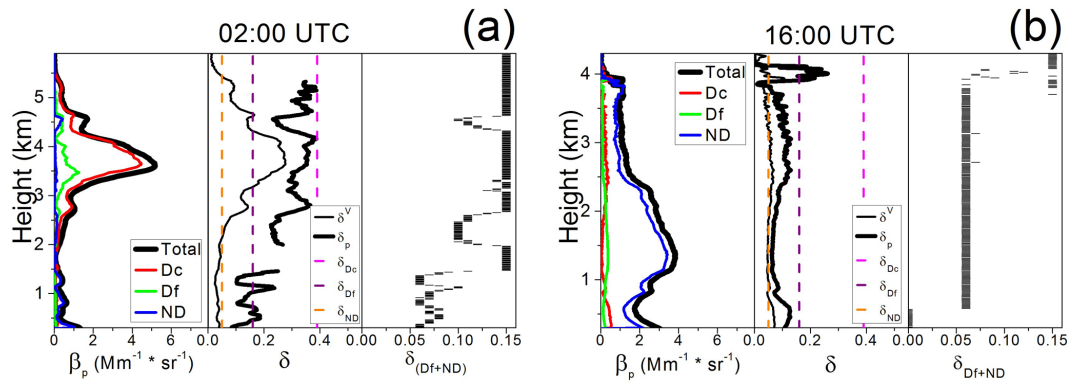 02:00 UTC (a)
Height (km)
5
4
3
2
1
Total
Dc
Df
ND
δV
δp
δDc
δDf
δND
0 2 4 6
0.0 0.2 0.4
0.00 0.05 0.10 0.15
βp (Mm⁻¹ * sr⁻¹)
δ
δ(Df+ND)
16:00 UTC (b)
Height (km)
4
3
2
1
Total
Dc
Df
ND
δV
δp
δDc
δDf
δND
0 2 4 6
0.0 0.2 0.4
0.00 0.05 0.10 0.15
βp (Mm⁻¹ * sr⁻¹)
δ
δDf+ND